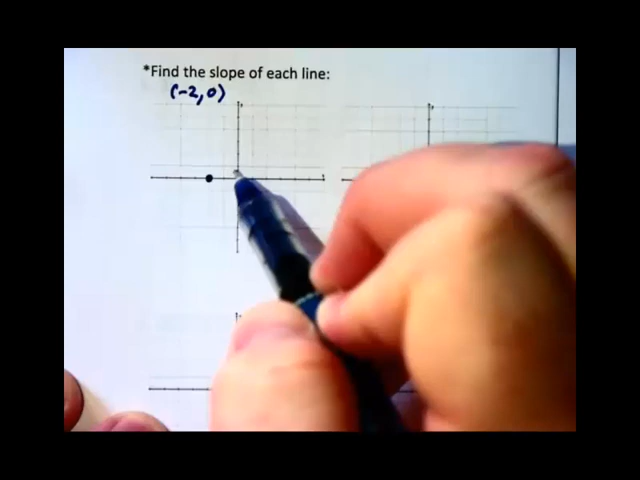 *Find the slope of each line:
(-2,0)